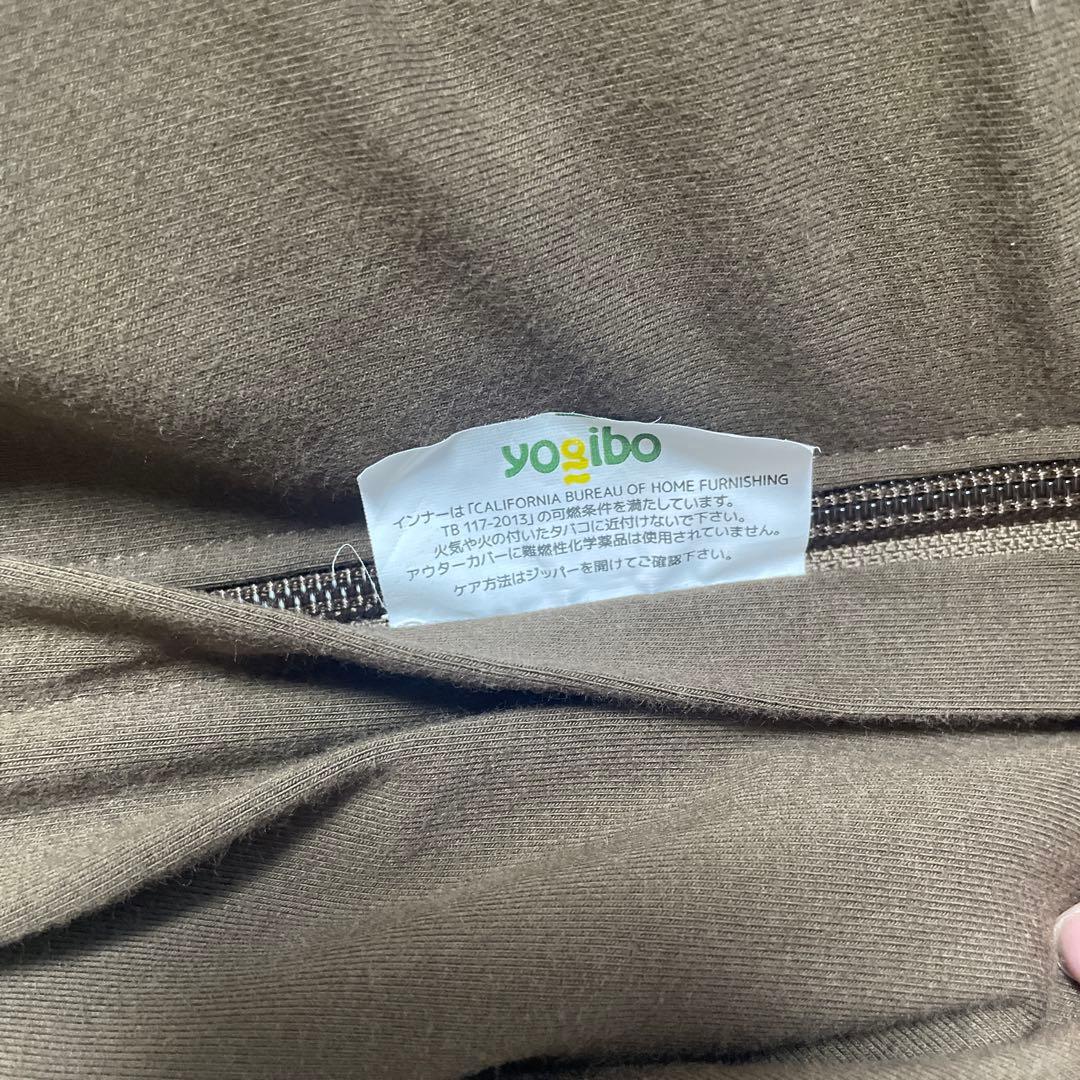 yogibo
インナーは「CALIFORNIA BUREAU OF HOME FURNISHING
TB 117-2013」の可燃条件を満たしています。
火気や火の付いたタバコに近付けないで下さい。
アウターカバーに難燃性化学薬品は使用されていません。
ケア方法はジッパーを開けてご確認下さい。